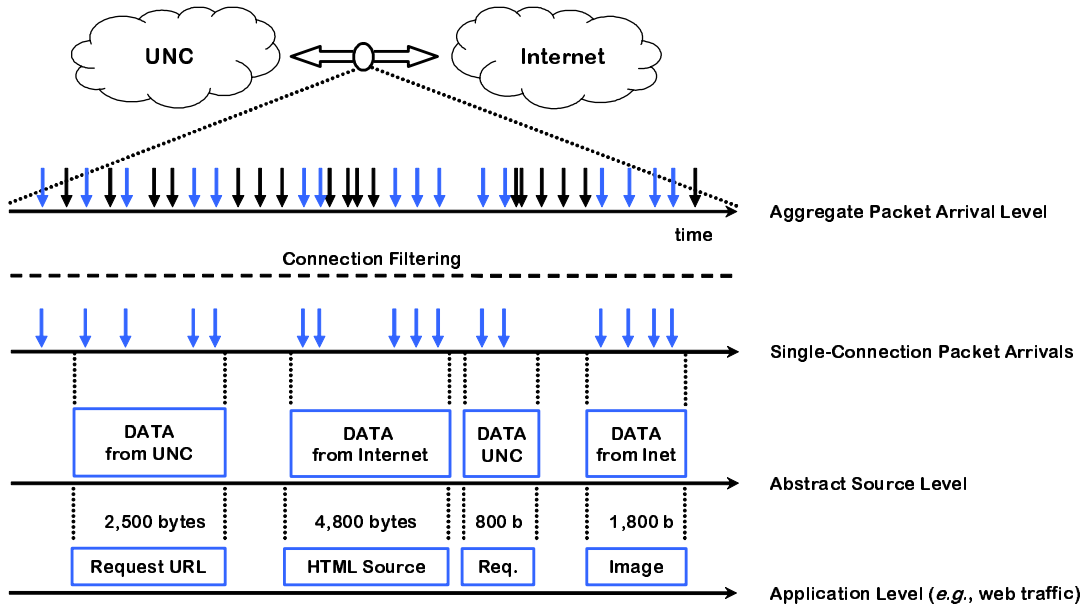 UNC
Internet
Aggregate Packet Arrival Level
time
Connection Filtering
Single-Connection Packet Arrivals
DATA
from UNC
DATA
from Internet
DATA
UNC
DATA
from Inet
Abstract Source Level
2,500 bytes
4,800 bytes
800 b
1,800 b
Request URL
HTML Source
Req.
Image
Application Level (e.g., web traffic)